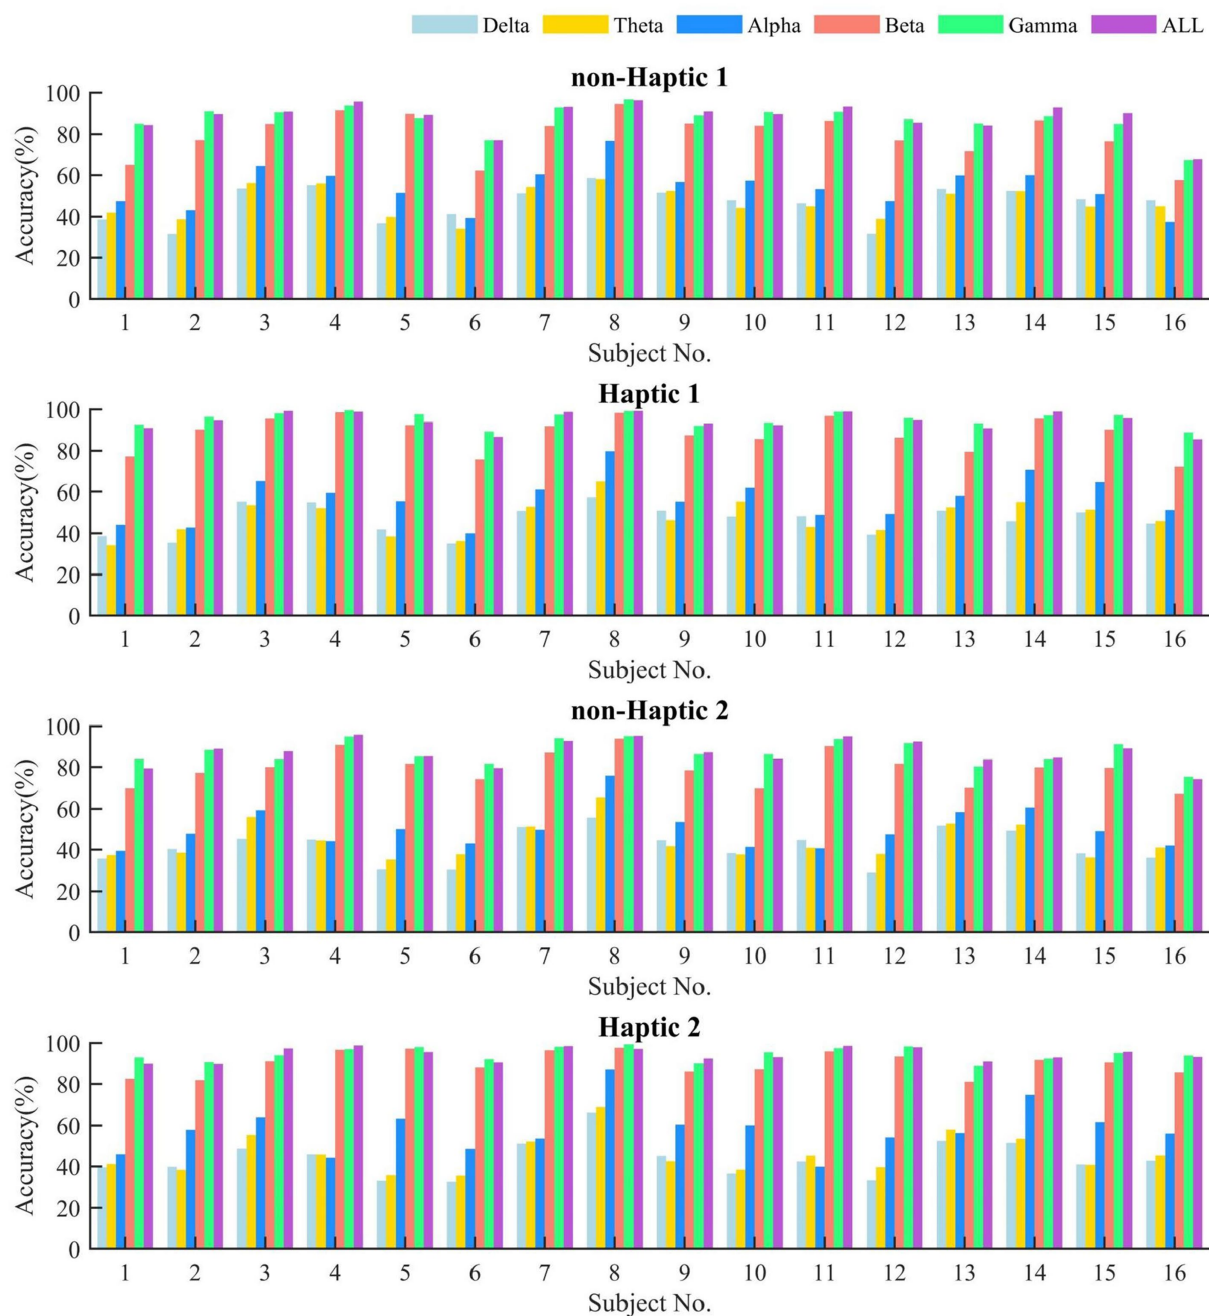 Delta Theta Alpha Beta Gamma ALL
non-Haptic 1
Accuracy(%)
100
80
60
40
20
0
1 2 3 4 5 6 7 8 9 10 11 12 13 14 15 16
Subject No.
Haptic 1
Accuracy(%)
100
80
60
40
20
0
1 2 3 4 5 6 7 8 9 10 11 12 13 14 15 16
Subject No.
non-Haptic 2
Accuracy(%)
100
80
60
40
20
0
1 2 3 4 5 6 7 8 9 10 11 12 13 14 15 16
Subject No.
Haptic 2
Accuracy(%)
100
80
60
40
20
0
1 2 3 4 5 6 7 8 9 10 11 12 13 14 15 16
Subject No.